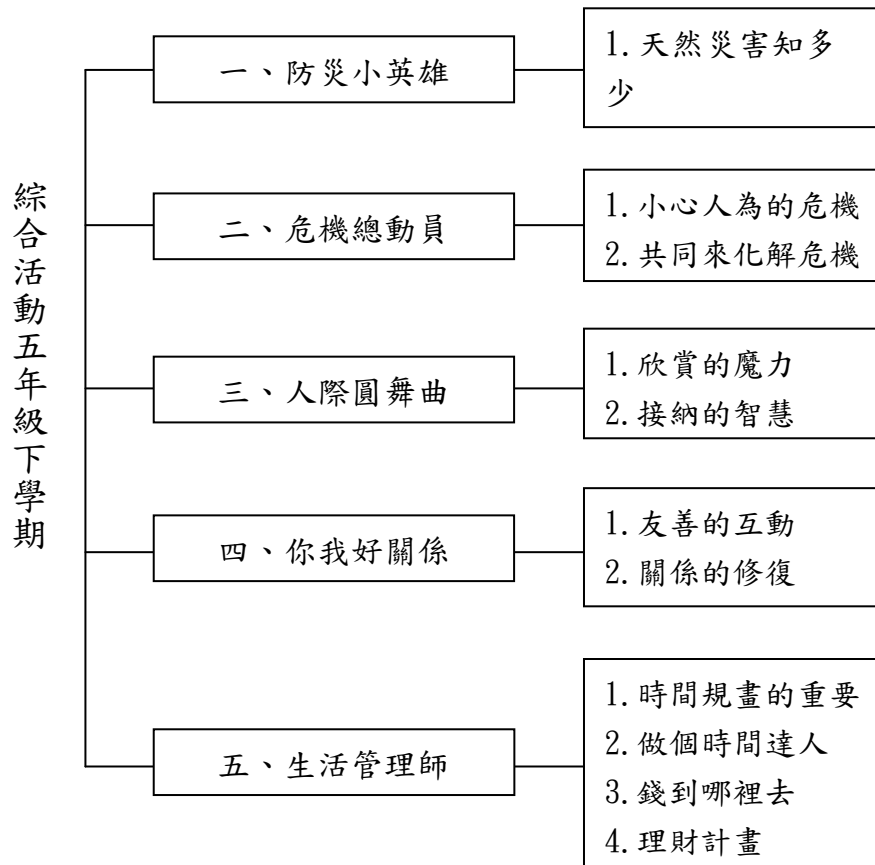 綜合活動五年級下學期
一、防災小英雄
1.天然災害知多
少
二、危機總動員
1.小心人為的危機
2.共同來化解危機
三、人際圓舞曲
1.欣賞的魔力
2.接納的智慧
四、你我好關係
1.友善的互動
2.關係的修復
五、生活管理師
1.時間規畫的重要
2.做個時間達人
3.錢到哪裡去
4.理財計畫